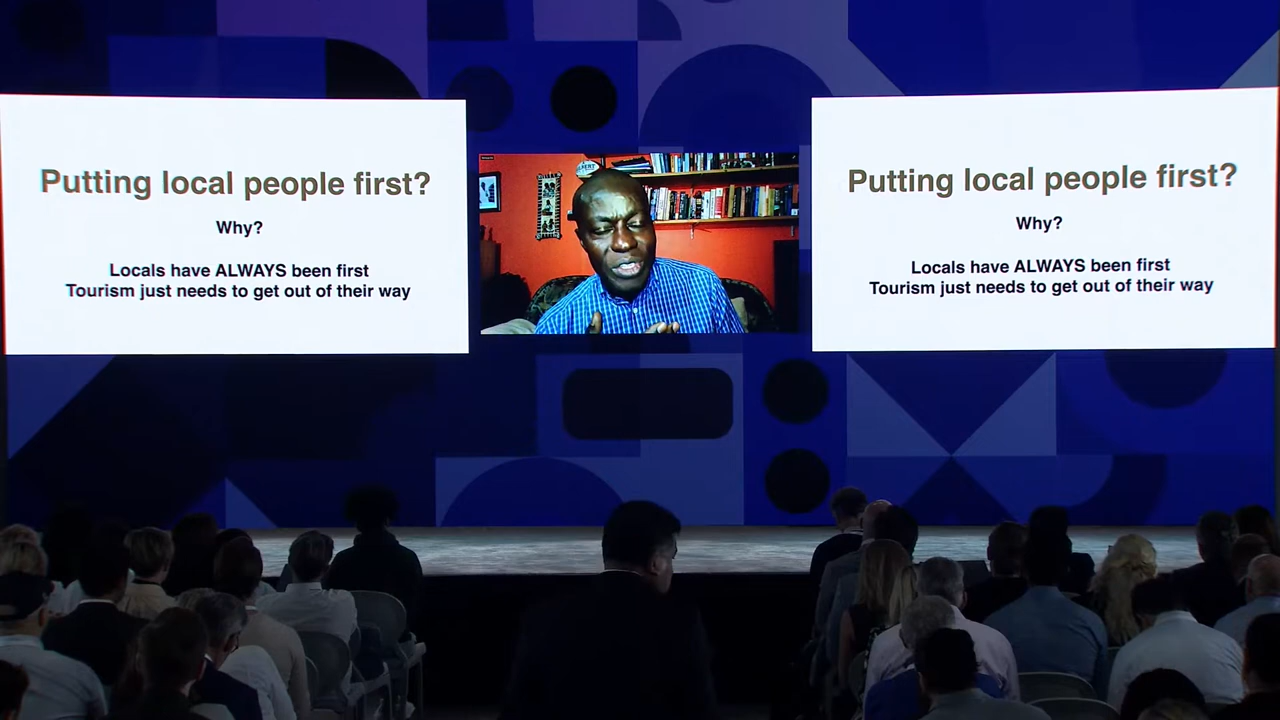 Putting local people first?
Why?
Locals have ALWAYS been first
Tourism just needs to get out of their way
Putting local people first?
Why?
Locals have ALWAYS been first
Tourism just needs to get out of their way